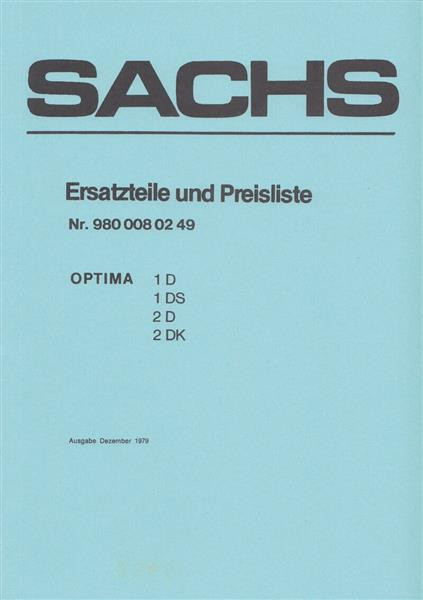 SACHS
Ersatzteile und Preisliste
Nr. 980 008 02 49
OPTIMA 1 D
1 DS
2 D
2 DK
Ausgabe Dezember 1979